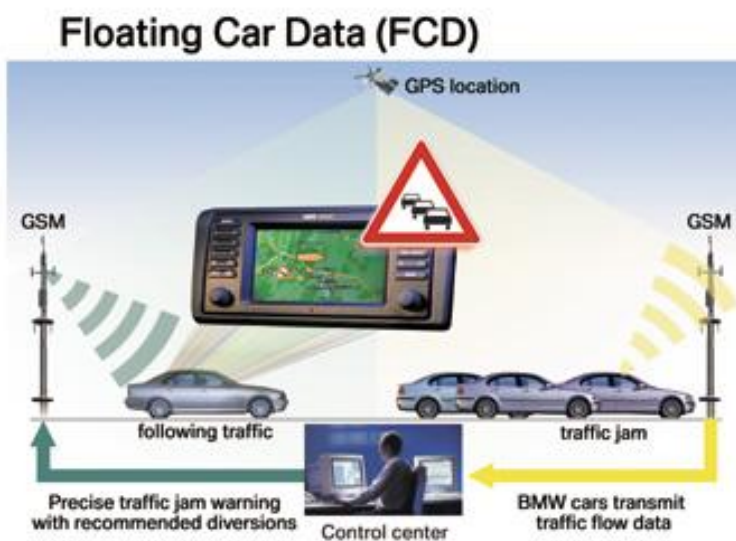 Floating Car Data (FCD)
GPS location
GSM
GSM
following traffic
traffic jam
Precise traffic jam warning
with recommended diversions
Control center
BMW cars transmit
traffic flow data